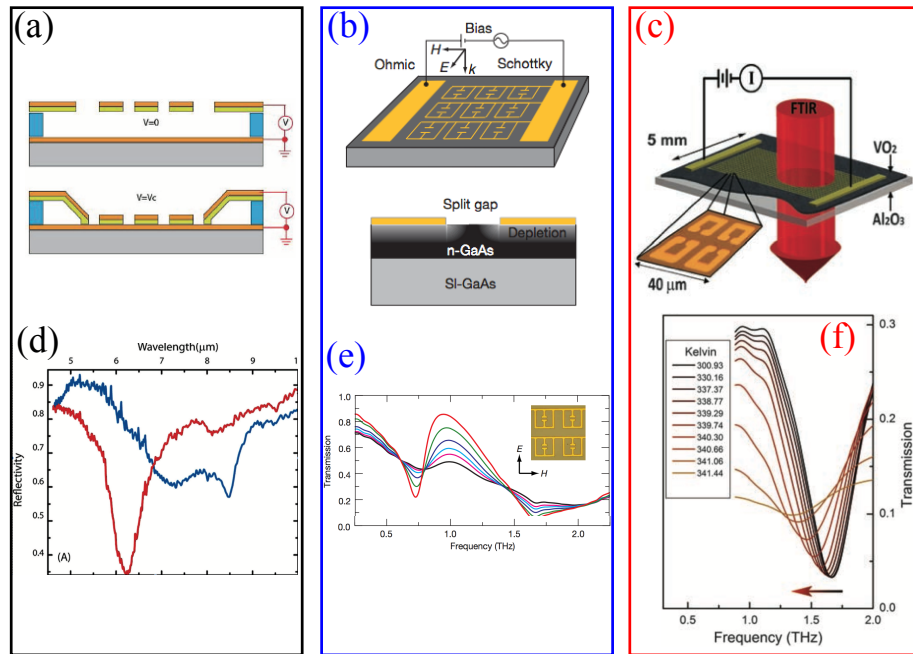 (a)
V=0
V
V=Vc
V
(b)
Bias
H
E
k
Ohmic
Schottky
Split gap
Depletion
n-GaAs
SI-GaAs
(c)
I
FTIR
5 mm
VO₂
Al₂O₃
40 μm
(d)
Wavelength(μm)
5 6 7 8 9 1
0.9
0.8
0.7
0.6
0.5
0.4
Reflectivity
(A)
(e)
1.0
0.8
0.6
0.4
0.2
0.0
Transmission
E
H
0.5 1.0 1.5 2.0
Frequency (THz)
(f)
Kelvin
300.93
330.16
337.37
338.77
339.29
339.74
340.30
340.66
341.06
341.44
0.3
0.2
0.1
0.0
Transmission
0.5 1.0 1.5 2.0
Frequency (THz)